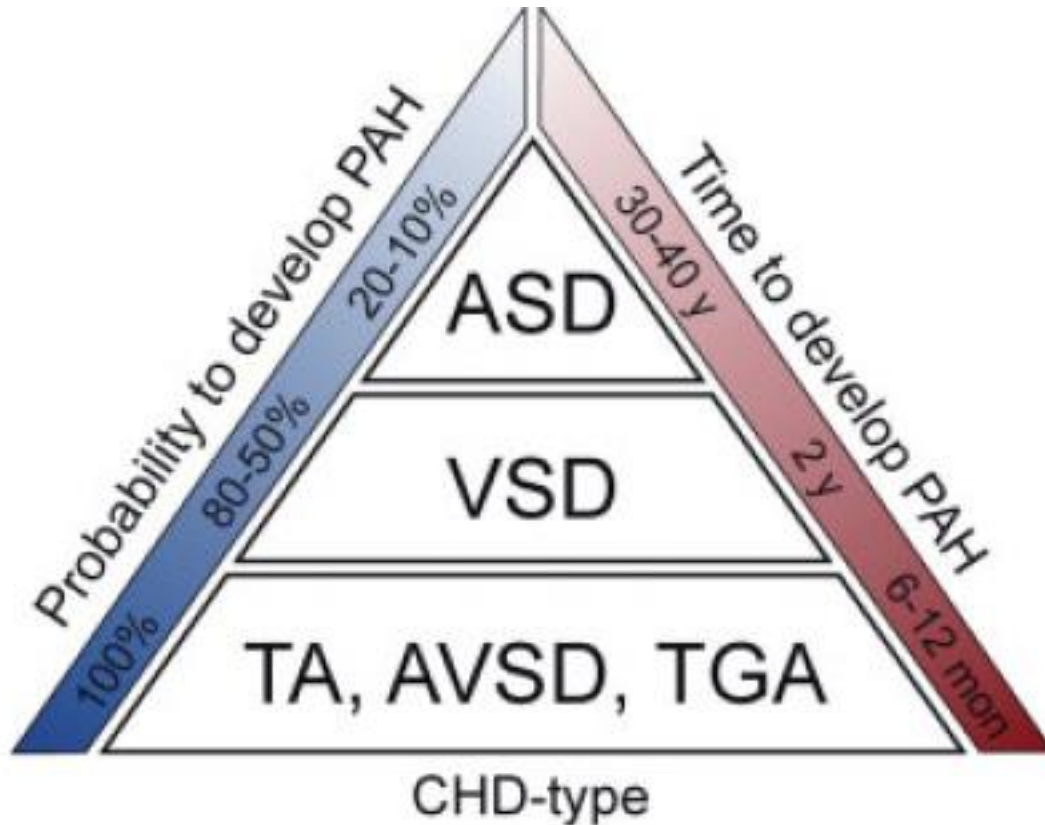 Probability to develop PAH
Time to develop PAH
20-10%
30-40 y
ASD
80-50%
2 y
VSD
100%
6-12 mon
TA, AVSD, TGA
CHD-type